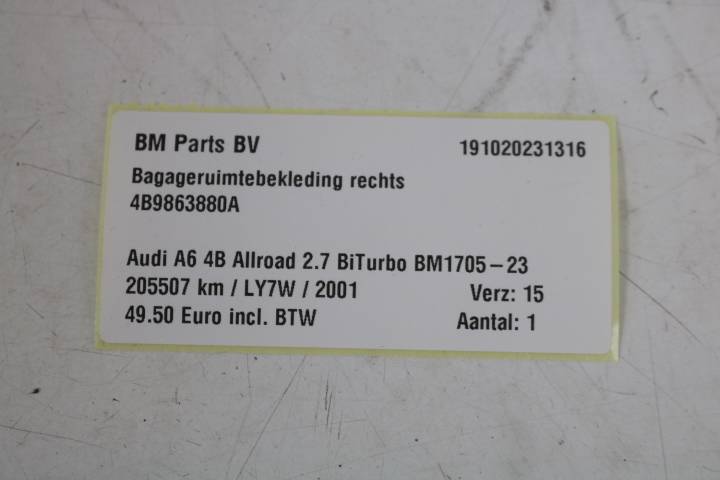 BM Parts BV 191020231316
Bagageruimtebekleding rechts
4B9863880A
Audi A6 4B Allroad 2.7 BiTurbo BM1705-23
205507 km / LY7W / 2001 Verz: 15
49.50 Euro incl. BTW Aantal: 1